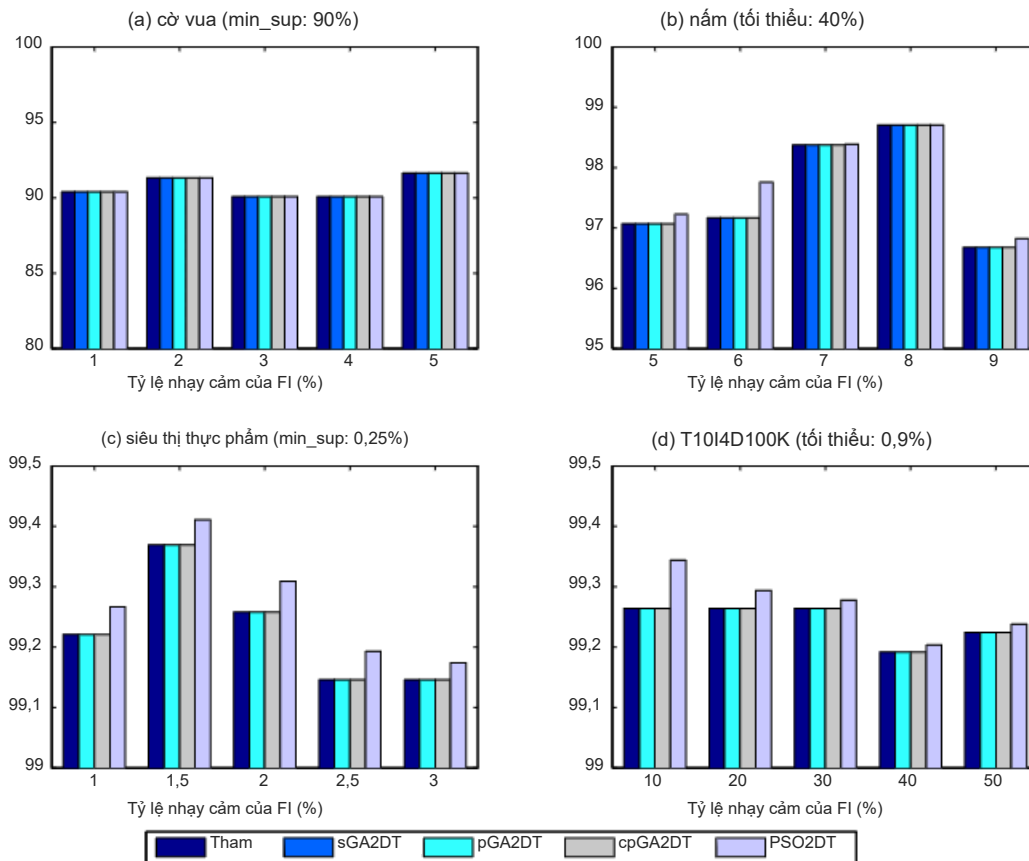 (a) cờ vua (min_sup: 90%)
100
95
90
85
80
1 2 3 4 5
Tỷ lệ nhạy cảm của FI (%)
(b) nấm (tối thiểu: 40%)
100
99
98
97
96
95
5 6 7 8 9
Tỷ lệ nhạy cảm của FI (%)
(c) siêu thị thực phẩm (min_sup: 0,25%)
99,5
99,4
99,3
99,2
99,1
99
1 1,5 2 2,5 3
Tỷ lệ nhạy cảm của FI (%)
(d) T10I4D100K (tối thiểu: 0,9%)
99,5
99,4
99,3
99,2
99,1
99
10 20 30 40 50
Tỷ lệ nhạy cảm của FI (%)
Tham sGA2DT pGA2DT cpGA2DT PSO2DT